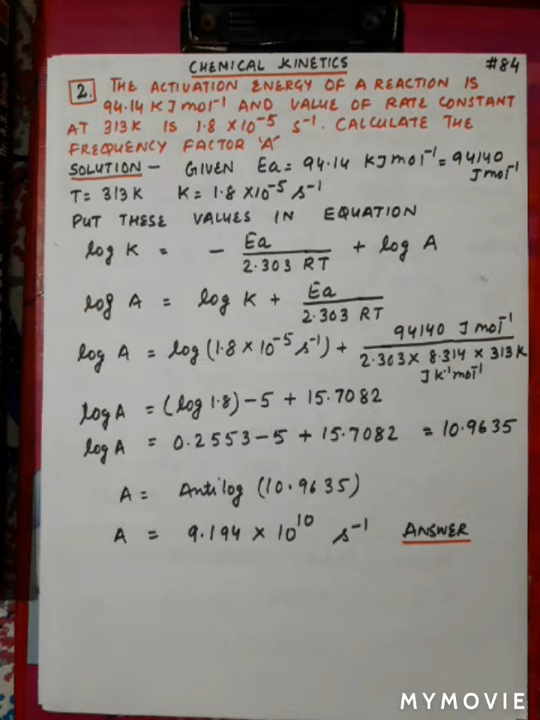 CHEMICAL KINETICS #84
2. THE ACTIVATION ENERGY OF A REACTION IS
94.14 KJ mol⁻¹ AND VALUE OF RATE CONSTANT
AT 313K IS 1.8 × 10⁻⁵ s⁻¹. CALCULATE THE
FREQUENCY FACTOR 'A'
SOLUTION – GIVEN Ea = 94.14 KJ mol⁻¹ = 94140 J mol⁻¹
T = 313K K = 1.8 × 10⁻⁵ s⁻¹
PUT THESE VALUES IN EQUATION
log K = - Ea / 2.303 RT + log A
log A = log K + Ea / 2.303 RT
log A = log (1.8 × 10⁻⁵ s⁻¹) + 94140 J mol⁻¹ / 2.303 × 8.314 × 313K
JK⁻¹mol⁻¹
log A = (log 1.8) - 5 + 15.7082
log A = 0.2553 - 5 + 15.7082 = 10.9635
A = Antilog (10.9635)
A = 9.194 × 10¹⁰ s⁻¹ ANSWER
MYMOVIE